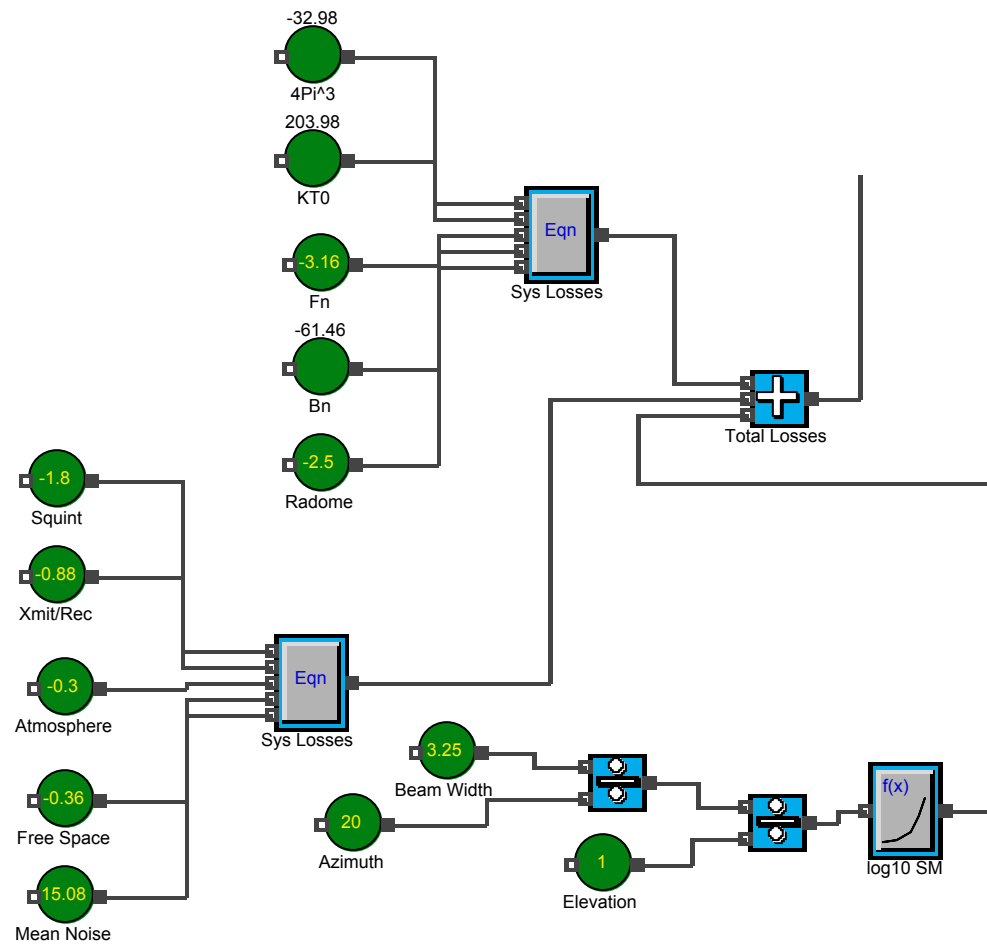 -32.98
4Pi^3
203.98
KT0
-3.16
Fn
Eqn
Sys Losses
-61.46
Bn
Total Losses
-2.5
Radome
-1.8
Squint
-0.88
Xmit/Rec
-0.3
Atmosphere
Eqn
Sys Losses
3.25
Beam Width
-0.36
Free Space
20
Azimuth
1
Elevation
f(x)
log10 SM
15.08
Mean Noise